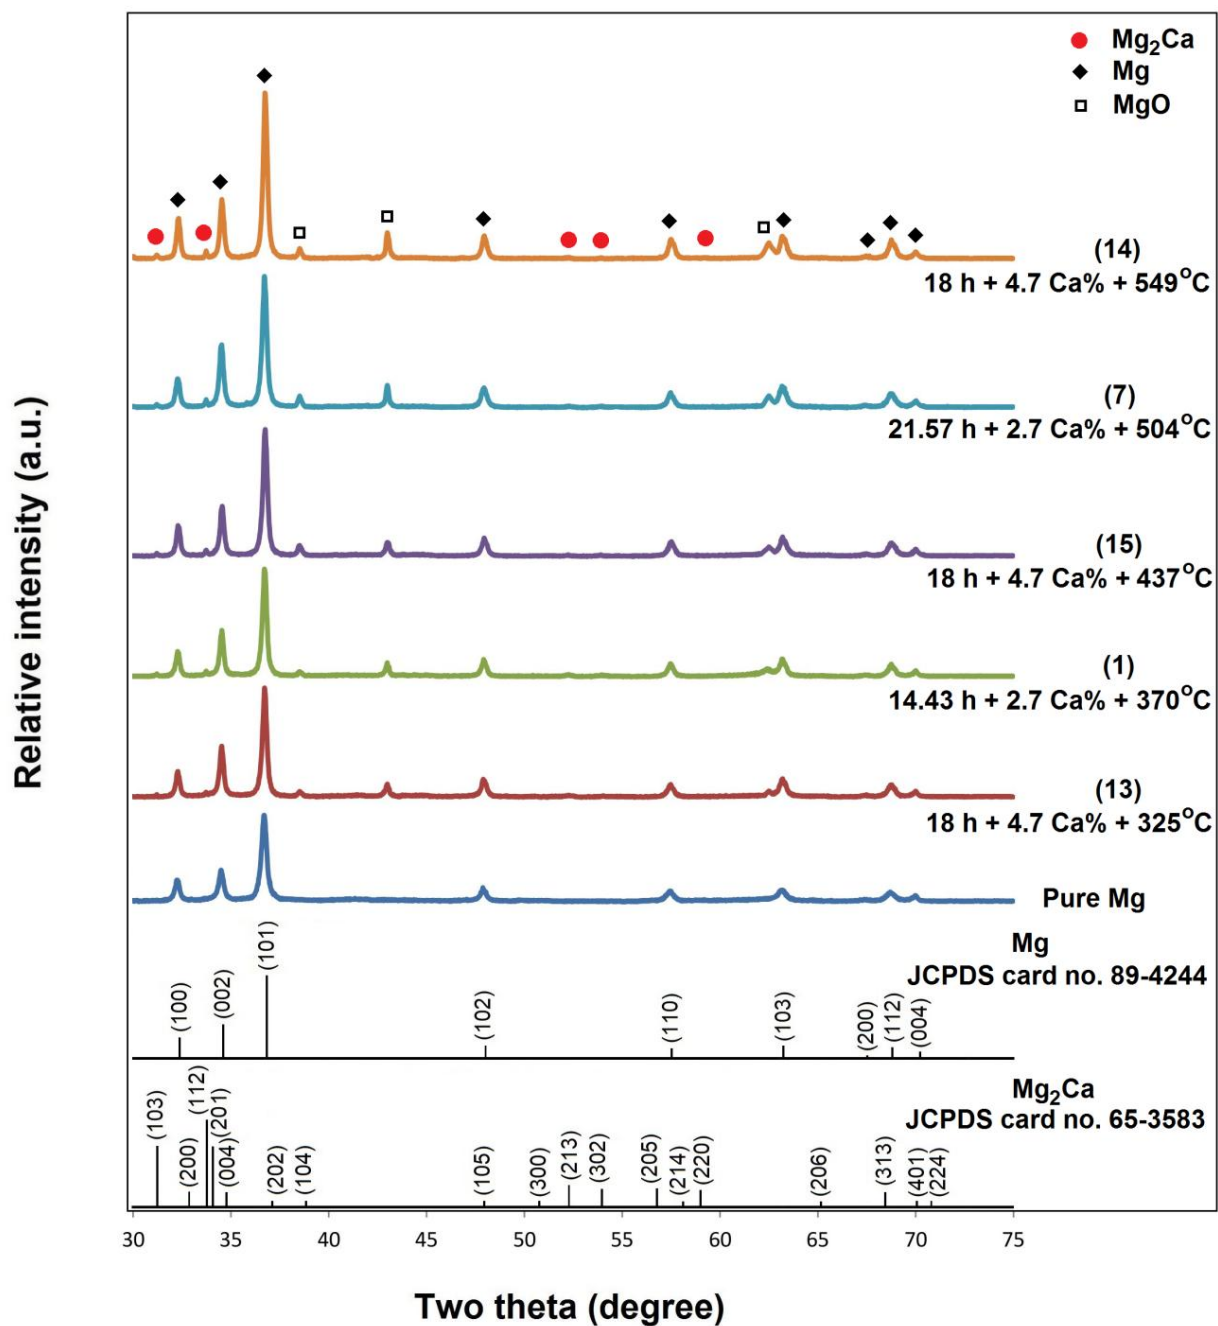 Mg₂Ca
Mg
MgO
(14)
18 h + 4.7 Ca% + 549°C
(7)
21.57 h + 2.7 Ca% + 504°C
(15)
18 h + 4.7 Ca% + 437°C
(1)
14.43 h + 2.7 Ca% + 370°C
(13)
18 h + 4.7 Ca% + 325°C
Pure Mg
Relative intensity (a.u.)
Mg
JCPDS card no. 89-4244
(100) (002) (101) (102) (110) (103) (200) (112) (004)
Mg₂Ca
JCPDS card no. 65-3583
(103) (200) (112) (201) (004) (202) (104) (105) (300) (213) (302) (205) (214) (220) (206) (313) (401) (224)
30 35 40 45 50 55 60 65 70 75
Two theta (degree)